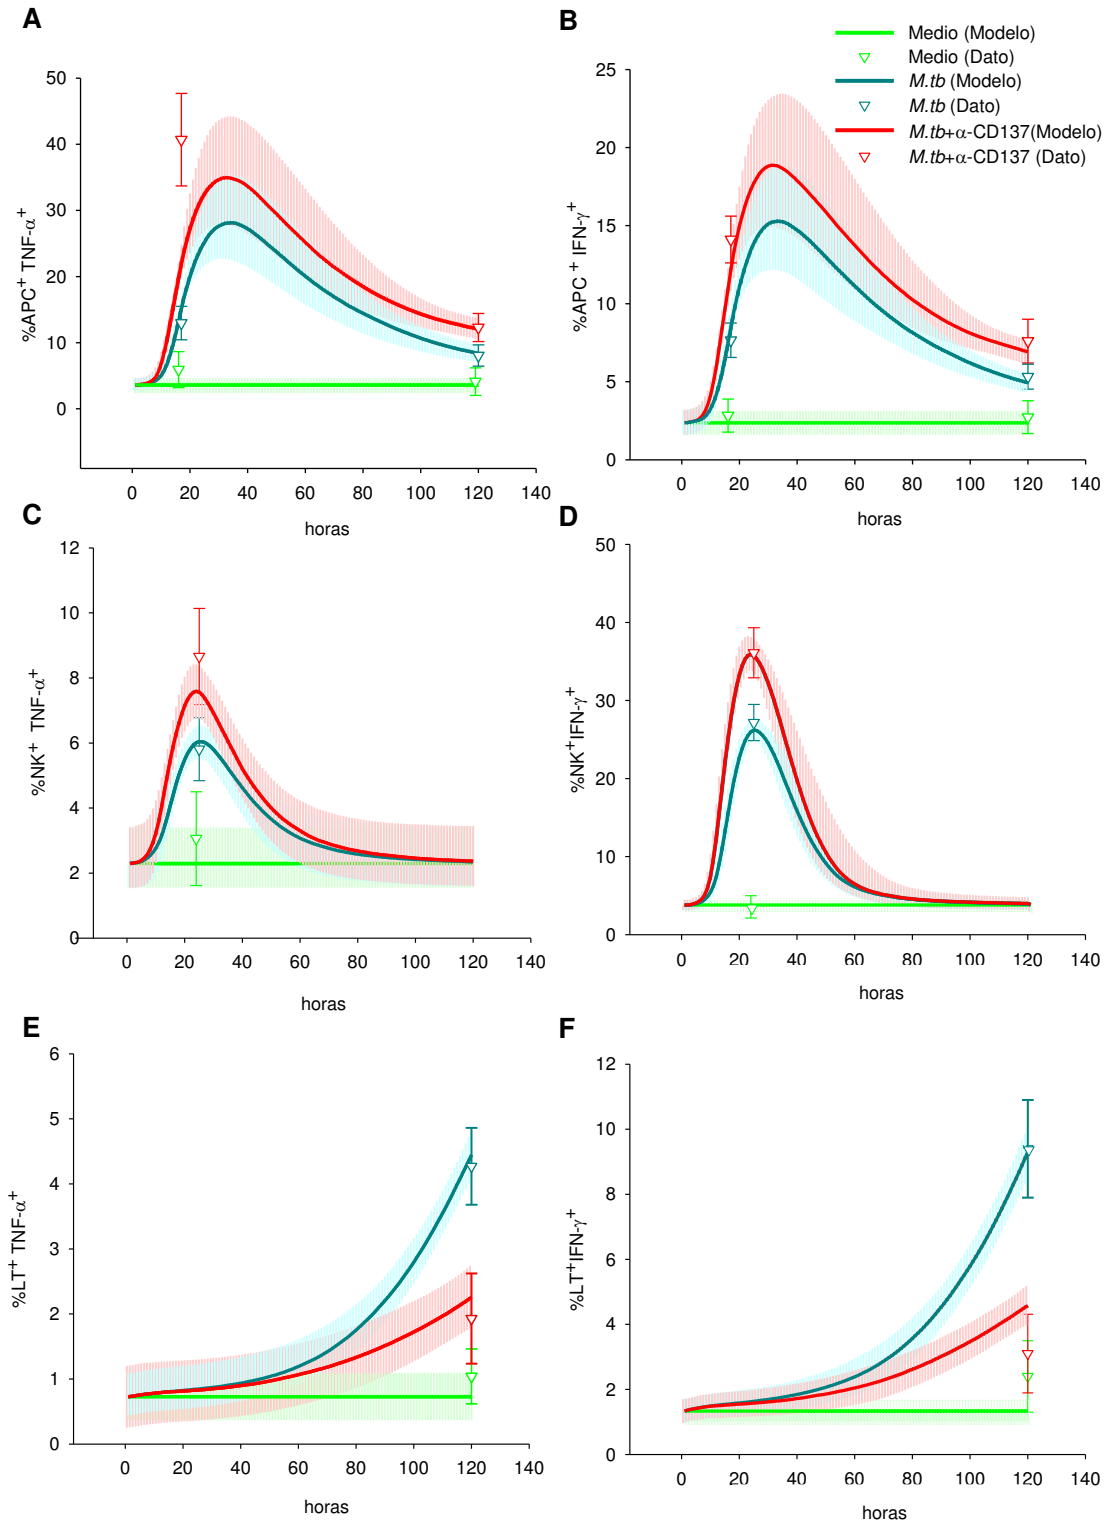 A
B
Medio (Modelo)
Medio (Dato)
M.tb (Modelo)
M.tb (Dato)
M.tb+α-CD137(Modelo)
M.tb+α-CD137 (Dato)
%APC+ TNF-α+
50
40
30
20
10
0
0 20 40 60 80 100 120 140
horas
%APC + IFN-γ+
25
20
15
10
5
0
0 20 40 60 80 100 120 140
horas
C
D
%NK+ TNF-α+
12
10
8
6
4
2
0
0 20 40 60 80 100 120 140
horas
%NK+IFN-γ+
50
40
30
20
10
0
0 20 40 60 80 100 120 140
horas
E
F
%LT+ TNF-α+
6
5
4
3
2
1
0
0 20 40 60 80 100 120 140
horas
%LT+IFN-γ+
12
10
8
6
4
2
0
0 20 40 60 80 100 120 140
horas